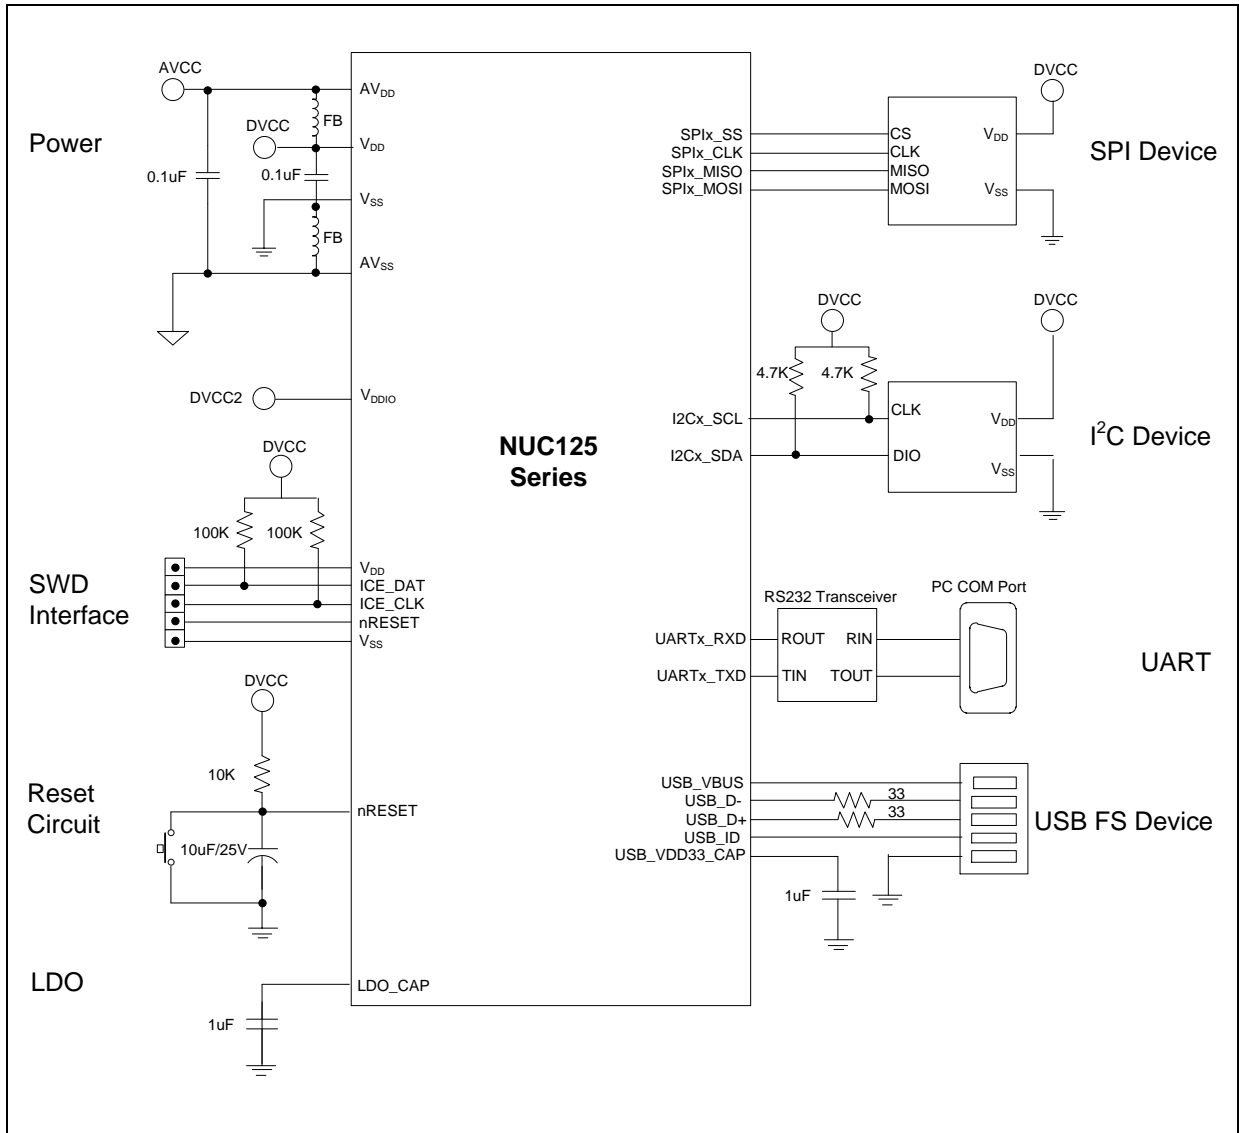 Power
AVCC
AVDD
FB
DVCC
VDD
0.1uF
0.1uF
VSS
FB
AVSS
DVCC2
VDDIO
SWD
Interface
DVCC
100K
100K
VDD
ICE_DAT
ICE_CLK
nRESET
VSS
Reset
Circuit
DVCC
10K
nRESET
10uF/25V
LDO
LDO_CAP
1uF
NUC125
Series
SPIx_SS
SPIx_CLK
SPIx_MISO
SPIx_MOSI
CS
CLK
MISO
MOSI
VDD
VSS
DVCC
SPI Device
DVCC
4.7K
4.7K
I2Cx_SCL
I2Cx_SDA
CLK
DIO
VDD
VSS
DVCC
I2C Device
RS232 Transceiver
PC COM Port
UARTx_RXD
UARTx_TXD
ROUT
RIN
TIN
TOUT
UART
USB_VBUS
USB_D-
33
USB_D+
33
USB_ID
USB_VDD33_CAP
1uF
USB FS Device